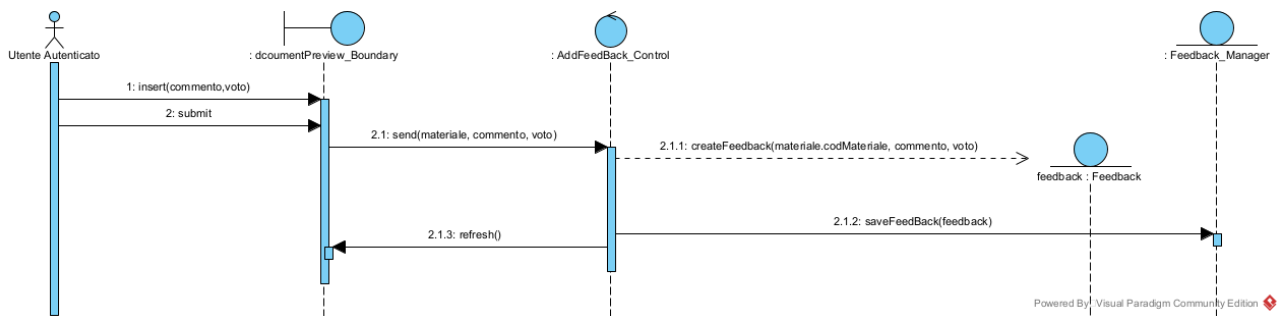 Utente Autenticato
: dcoumentPreview_Boundary
: AddFeedBack_Control
: Feedback_Manager
1: insert(commento,voto)
2: submit
2.1: send(materiale, commento, voto)
2.1.1: createFeedback(materiale.codMateriale, commento, voto)
feedback : Feedback
2.1.2: saveFeedBack(feedback)
2.1.3: refresh()
Powered By Visual Paradigm Community Edition